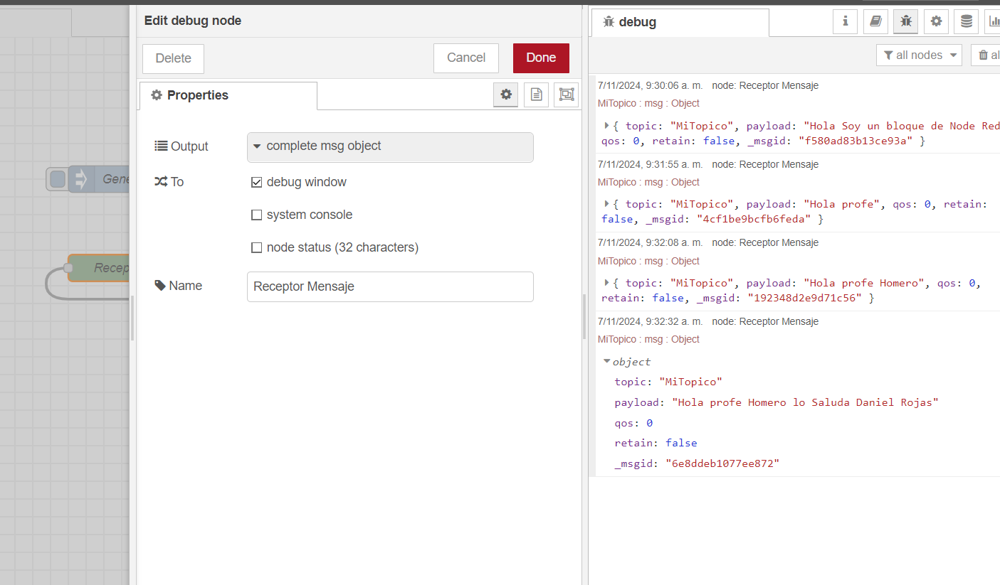 Edit debug node
Delete
Cancel
Done
Properties
Output
complete msg object
To
debug window
system console
node status (32 characters)
Name
Receptor Mensaje
debug
all nodes
7/11/2024, 9:30:06 a. m. node: Receptor Mensaje
MiTopico : msg : Object
{ topic: "MiTopico", payload: "Hola Soy un bloque de Node Red
qos: 0, retain: false, _msgid: "f580ad83b13ce93a" }
7/11/2024, 9:31:55 a. m. node: Receptor Mensaje
MiTopico : msg : Object
{ topic: "MiTopico", payload: "Hola profe", qos: 0, retain:
false, _msgid: "4cf1be9bcfb6feda" }
7/11/2024, 9:32:08 a. m. node: Receptor Mensaje
MiTopico : msg : Object
{ topic: "MiTopico", payload: "Hola profe Homero", qos: 0,
retain: false, _msgid: "192348d2e9d71c56" }
7/11/2024, 9:32:32 a. m. node: Receptor Mensaje
MiTopico : msg : Object
object
topic: "MiTopico"
payload: "Hola profe Homero lo Saluda Daniel Rojas"
qos: 0
retain: false
_msgid: "6e8ddeb1077ee872"